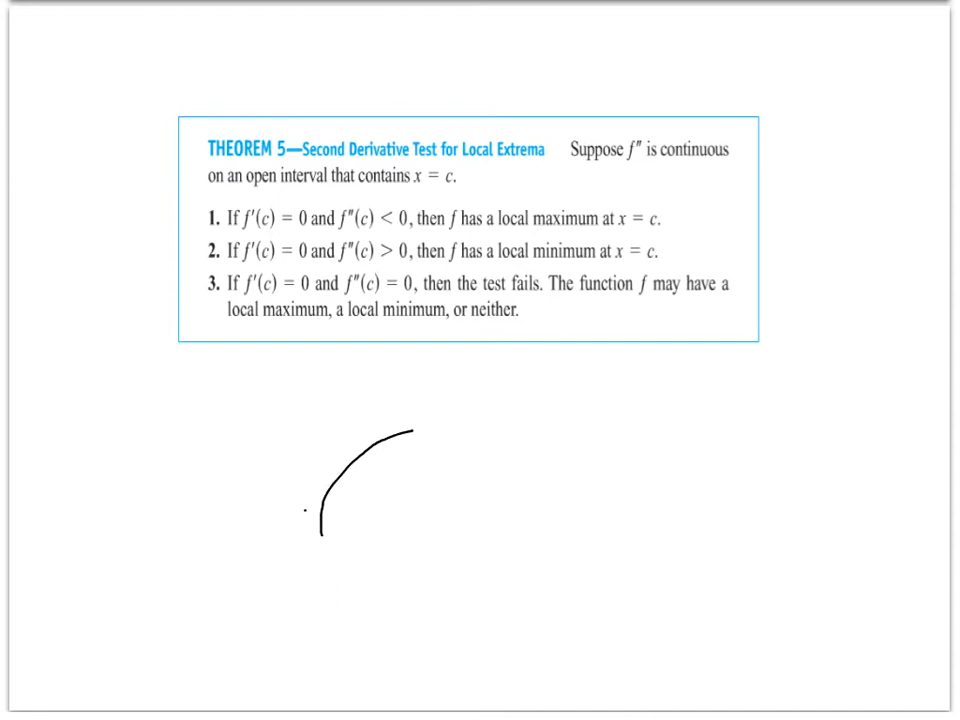 THEOREM 5—Second Derivative Test for Local Extrema Suppose f″ is continuous
on an open interval that contains x = c.
1. If f′(c) = 0 and f″(c) < 0, then f has a local maximum at x = c.
2. If f′(c) = 0 and f″(c) > 0, then f has a local minimum at x = c.
3. If f′(c) = 0 and f″(c) = 0, then the test fails. The function f may have a
local maximum, a local minimum, or neither.